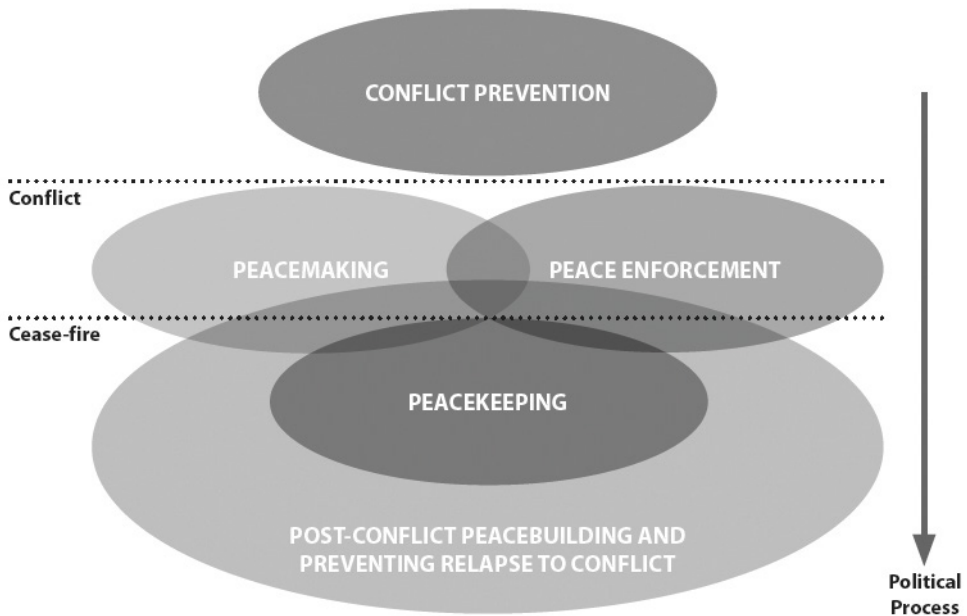 CONFLICT PREVENTION
Conflict
PEACEMAKING
PEACE ENFORCEMENT
Cease-fire
PEACEKEEPING
POST-CONFLICT PEACEBUILDING AND
PREVENTING RELAPSE TO CONFLICT
Political
Process